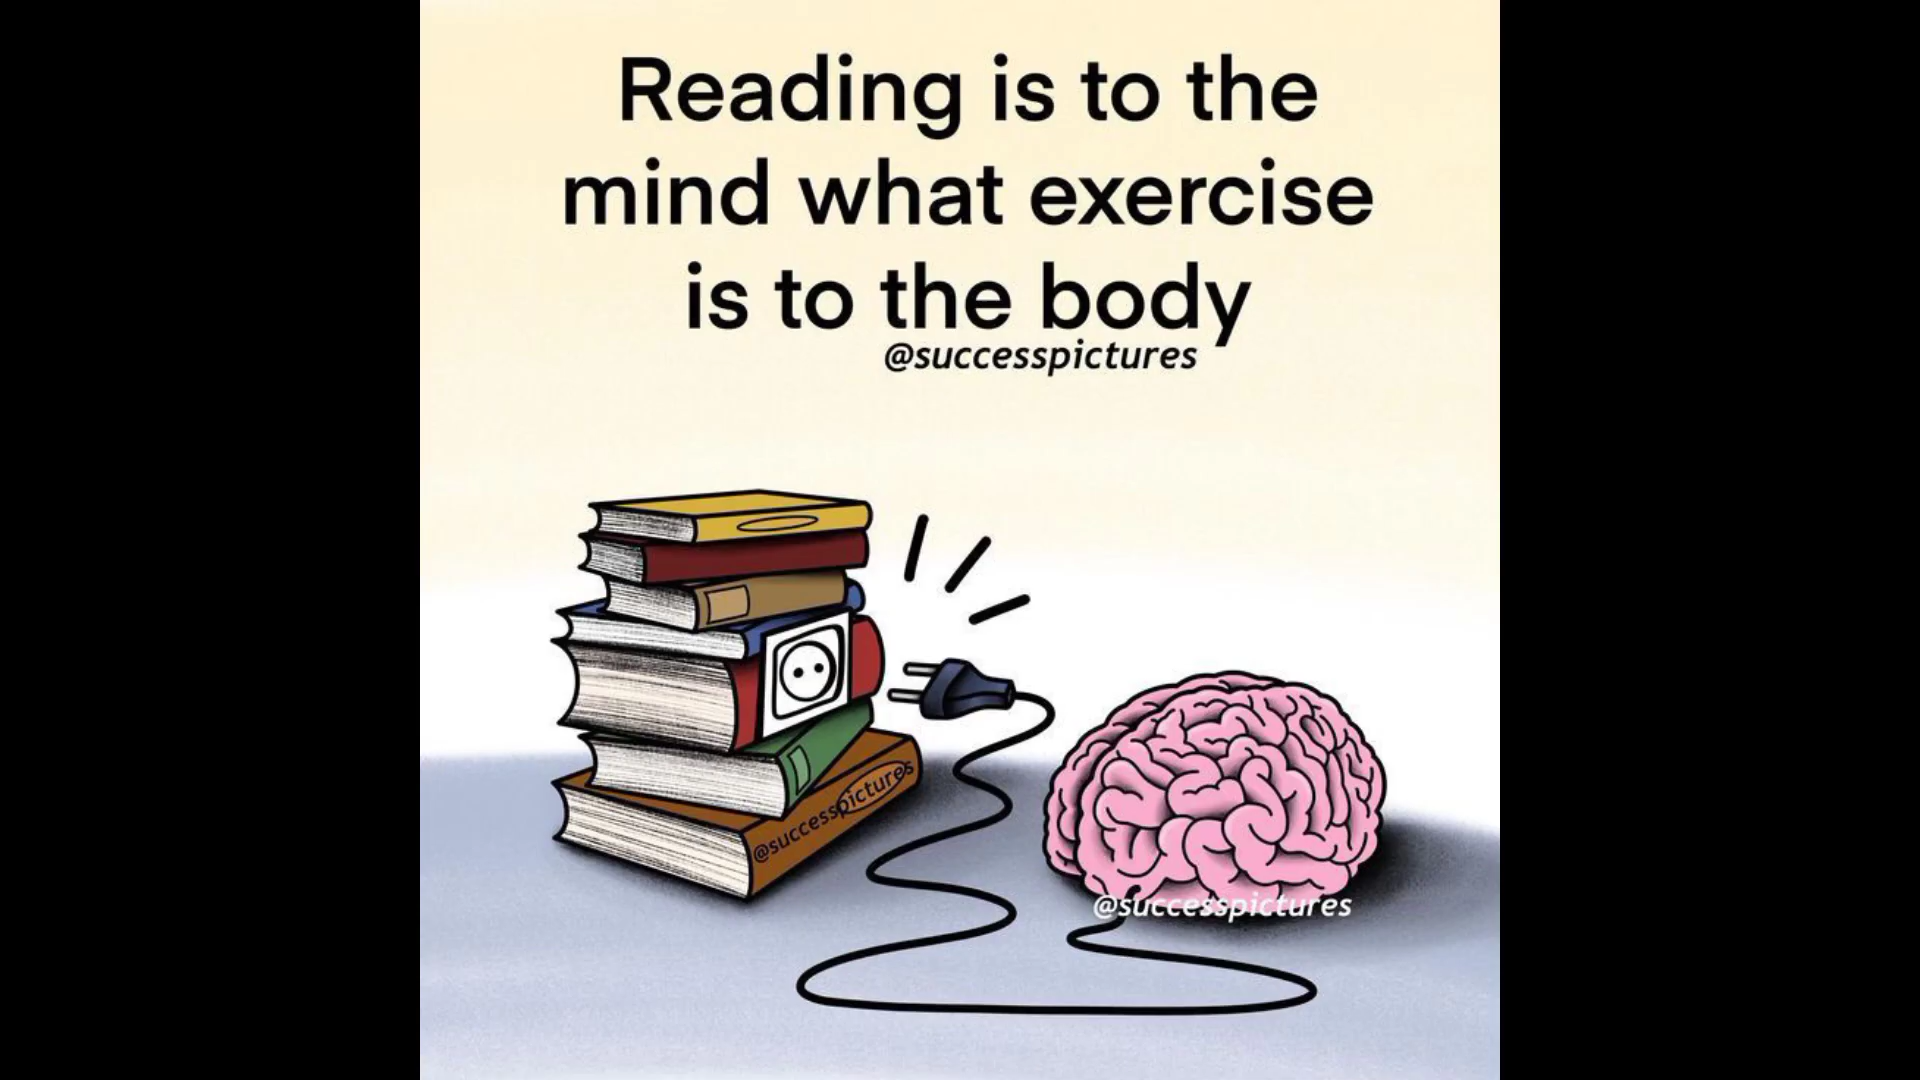 Reading is to the
mind what exercise
is to the body
@successpictures
@successpictures
@successpictures